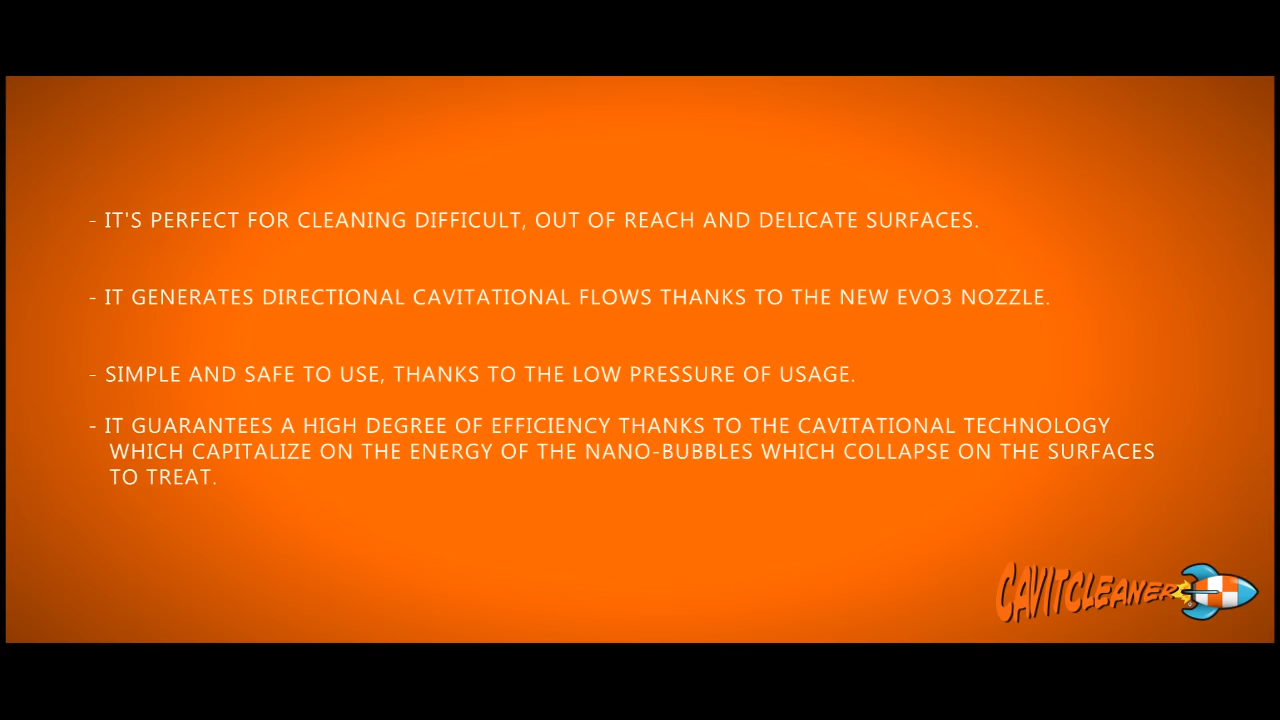 - IT'S PERFECT FOR CLEANING DIFFICULT, OUT OF REACH AND DELICATE SURFACES.
- IT GENERATES DIRECTIONAL CAVITATIONAL FLOWS THANKS TO THE NEW EVO3 NOZZLE.
- SIMPLE AND SAFE TO USE, THANKS TO THE LOW PRESSURE OF USAGE.
- IT GUARANTEES A HIGH DEGREE OF EFFICIENCY THANKS TO THE CAVITATIONAL TECHNOLOGY
WHICH CAPITALIZE ON THE ENERGY OF THE NANO-BUBBLES WHICH COLLAPSE ON THE SURFACES
TO TREAT.
CAVITCLEANER